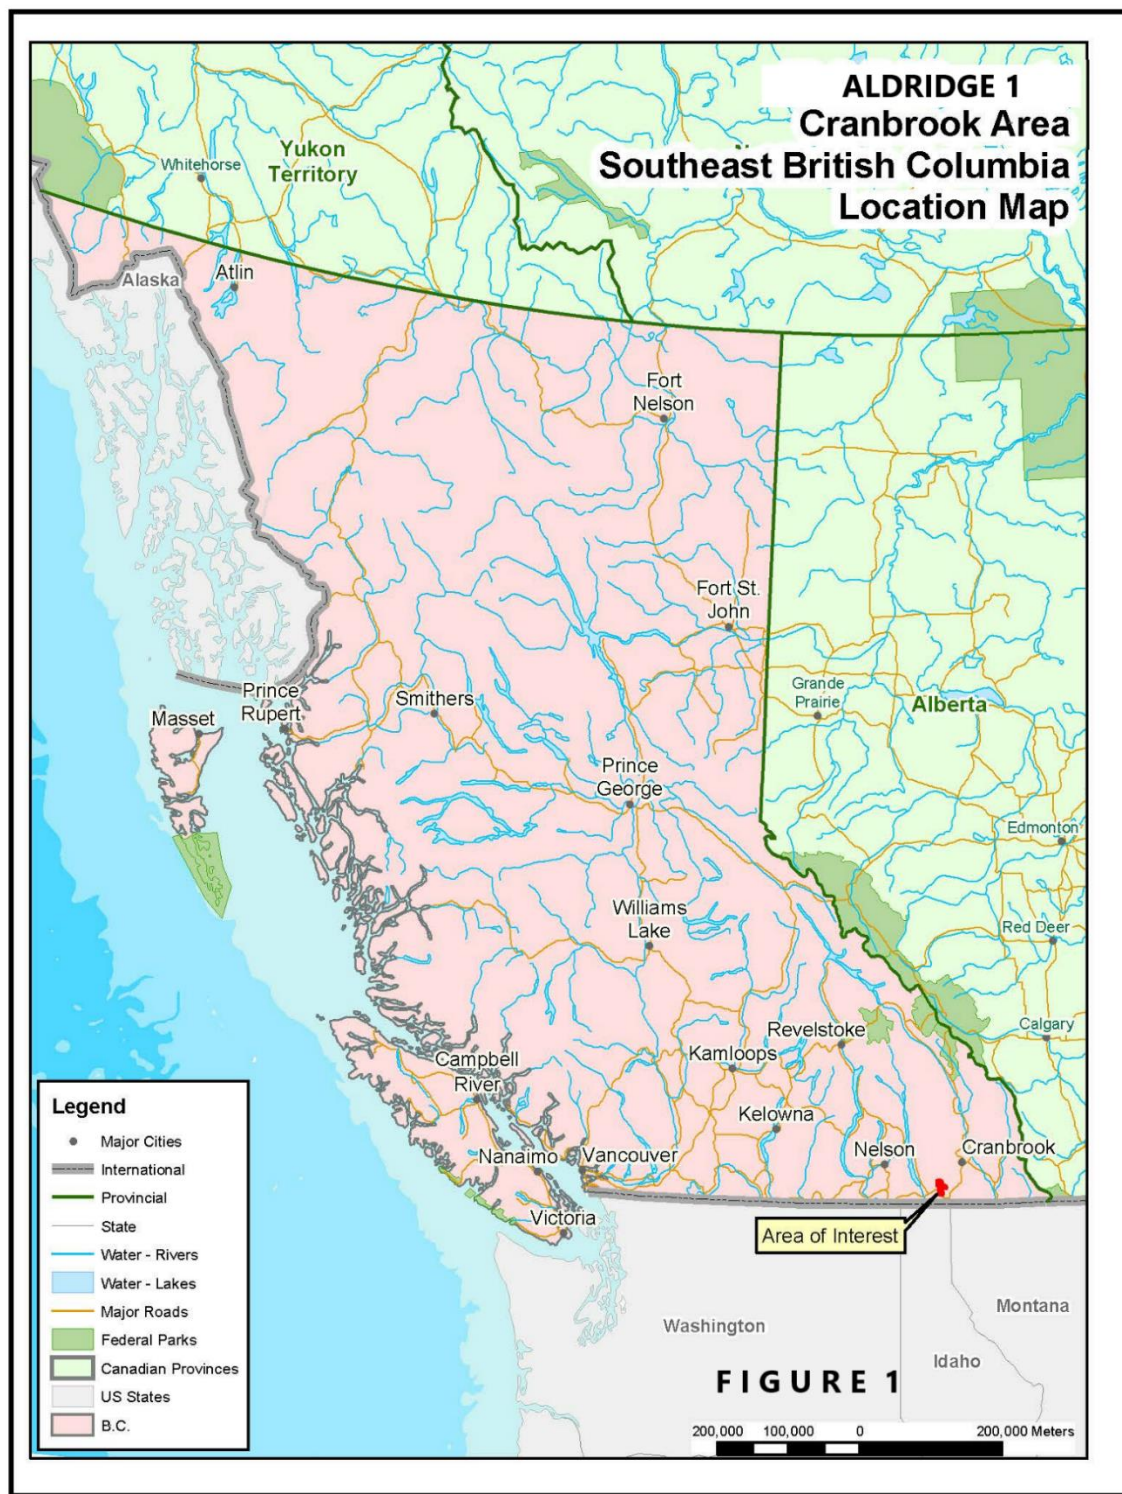 ALDRIDGE 1
Cranbrook Area
Southeast British Columbia
Location Map
Yukon
Territory
Whitehorse
Atlin
Alaska
Fort
Nelson
Fort St.
John
Grande
Prairie
Alberta
Prince
Rupert
Masset
Smithers
Prince
George
Edmonton
Williams
Lake
Red Deer
Calgary
Revelstoke
Kamloops
Campbell
River
Kelowna
Nanaimo
Vancouver
Nelson
Cranbrook
Victoria
Area of Interest
Washington
Montana
Idaho
FIGURE 1
200,000 100,000 0 200,000 Meters
Legend
Major Cities
International
Provincial
State
Water - Rivers
Water - Lakes
Major Roads
Federal Parks
Canadian Provinces
US States
B.C.